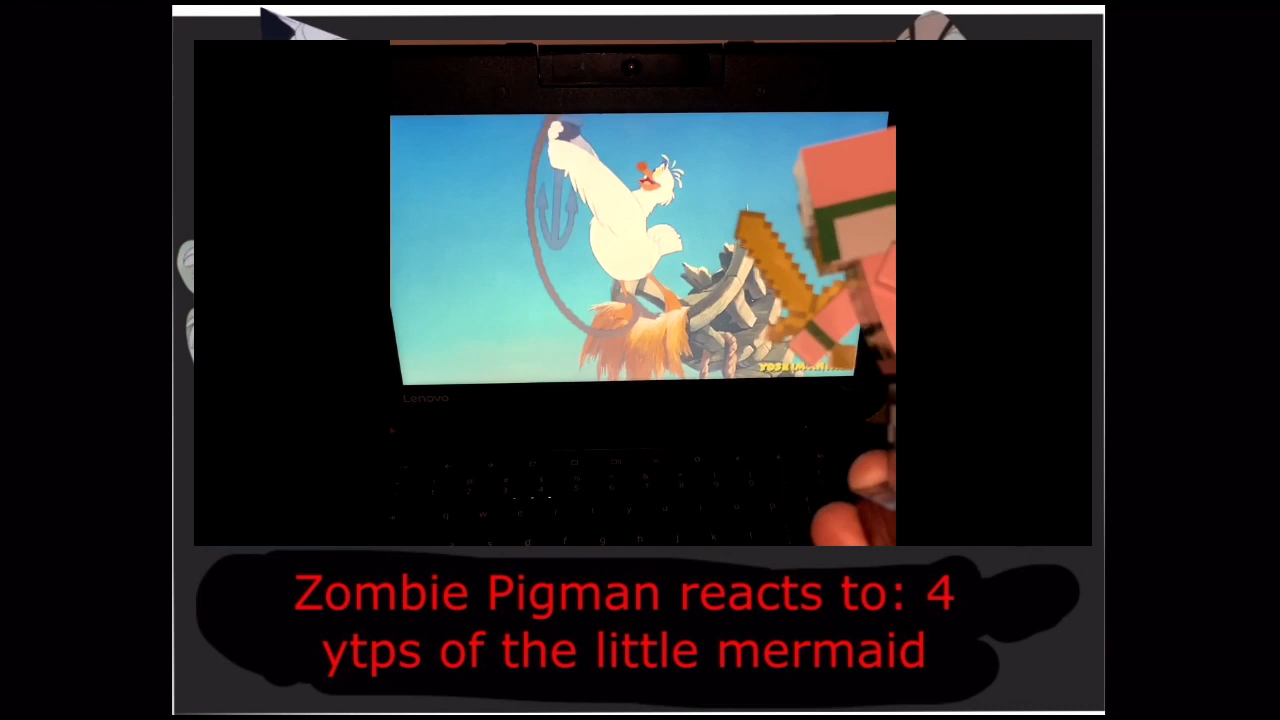 Lenovo
q w e r t y u i o p
s d f g h j k l
Zombie Pigman reacts to: 4
ytps of the little mermaid